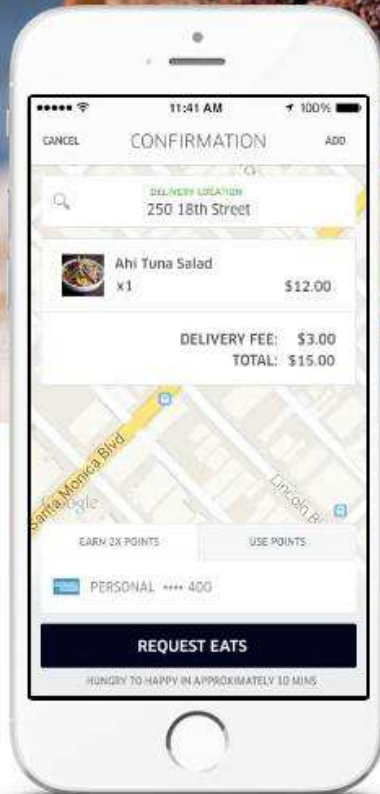 11:41 AM
100%
CANCEL
CONFIRMATION
ADD
DELIVERY LOCATION
250 18th Street
Ahi Tuna Salad
x1
$12.00
DELIVERY FEE: $3.00
TOTAL: $15.00
Santa Monica Blvd
Google
Lincoln B
EARN 2X POINTS
USE POINTS
PERSONAL •••• 400
REQUEST EATS
HUNGRY TO HAPPY IN APPROXIMATELY 10 MINS